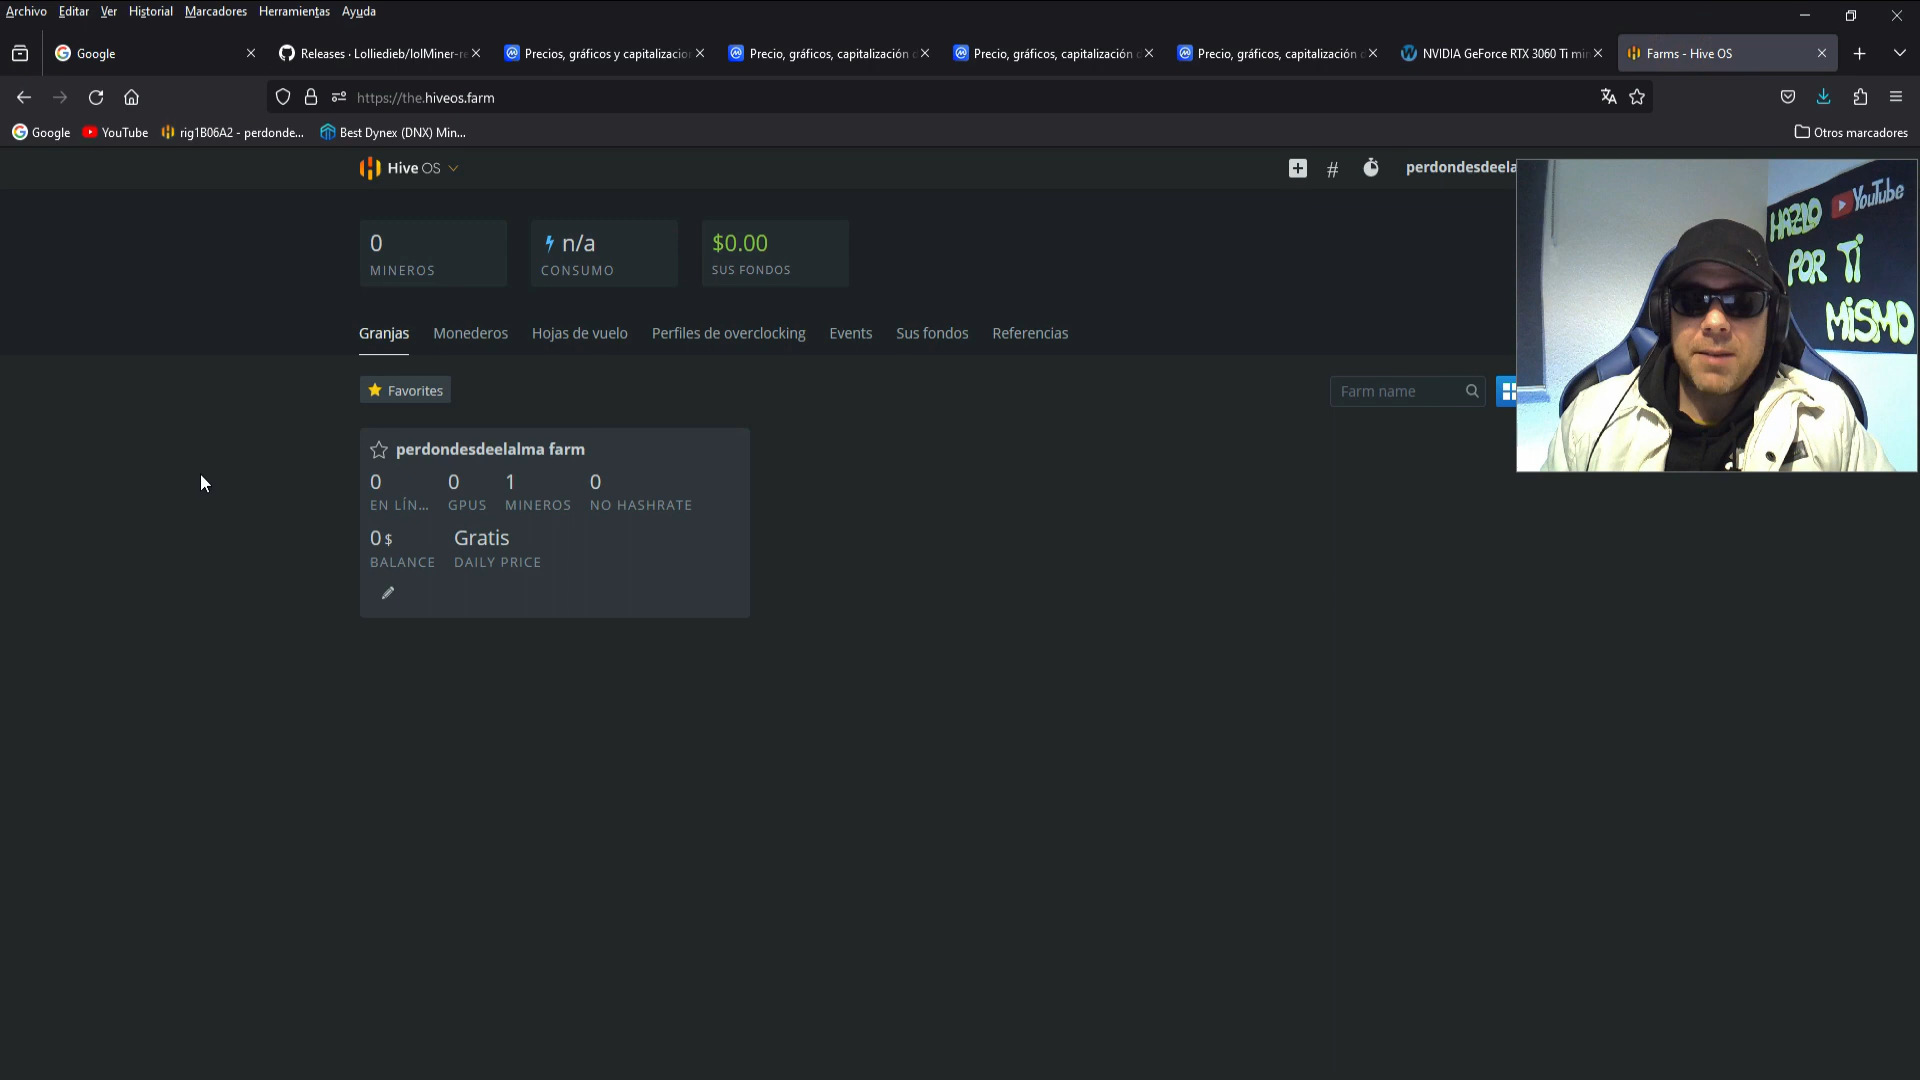 Archivo Editar Ver Historial Marcadores Herramientas Ayuda
Google
Releases · Lolliedieb/lolMiner-re
Precios, gráficos y capitalizacio
Precio, gráficos, capitalización d
Precio, gráficos, capitalización d
Precio, gráficos, capitalización d
NVIDIA GeForce RTX 3060 Ti min
Farms - Hive OS
https://the.hiveos.farm
Google YouTube rig1B06A2 - perdonde... Best Dynex (DNX) Min... Otros marcadores
Hive OS
# perdondesdeela
0
MINEROS
n/a
CONSUMO
$0.00
SUS FONDOS
Granjas Monederos Hojas de vuelo Perfiles de overclocking Events Sus fondos Referencias
Favorites
Farm name
perdondesdeelalma farm
0 0 1 0
EN LÍN... GPUS MINEROS NO HASHRATE
0 $ Gratis
BALANCE DAILY PRICE
YouTube
HAZLO
POR TI
MISMO